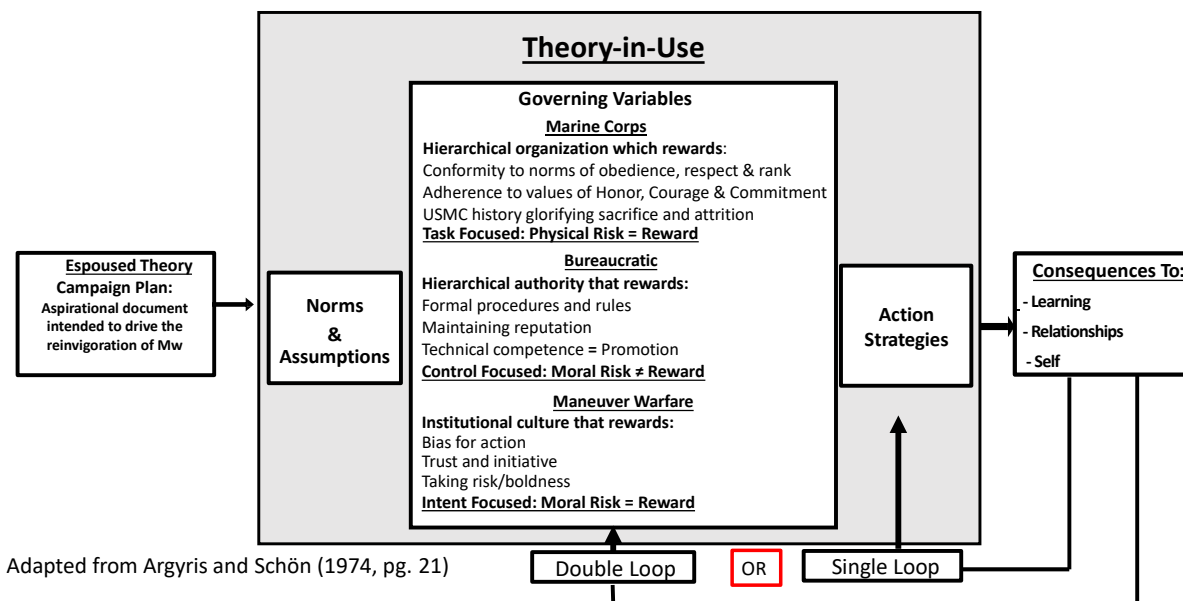 Theory-in-Use
Espoused Theory
Campaign Plan:
Aspirational document
intended to drive the
reinvigoration of Mw
Norms
&
Assumptions
Governing Variables
Marine Corps
Hierarchical organization which rewards:
Conformity to norms of obedience, respect & rank
Adherence to values of Honor, Courage & Commitment
USMC history glorifying sacrifice and attrition
Task Focused: Physical Risk = Reward
Bureaucratic
Hierarchical authority that rewards:
Formal procedures and rules
Maintaining reputation
Technical competence = Promotion
Control Focused: Moral Risk ≠ Reward
Maneuver Warfare
Institutional culture that rewards:
Bias for action
Trust and initiative
Taking risk/boldness
Intent Focused: Moral Risk = Reward
Action
Strategies
Consequences To:
- Learning
- Relationships
- Self
Adapted from Argyris and Schön (1974, pg. 21)
Double Loop
OR
Single Loop